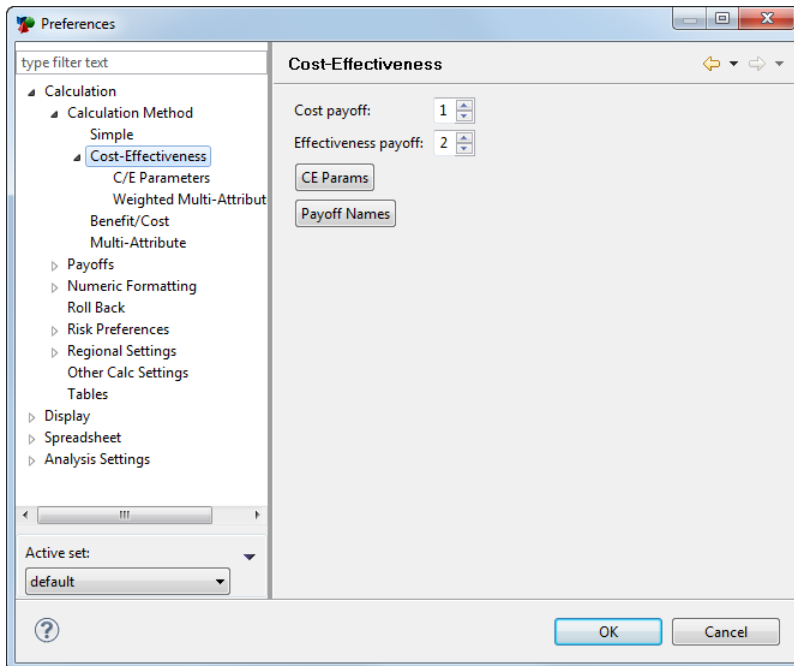 Preferences
type filter text
Calculation
Calculation Method
Simple
Cost-Effectiveness
C/E Parameters
Weighted Multi-Attribut
Benefit/Cost
Multi-Attribute
Payoffs
Numeric Formatting
Roll Back
Risk Preferences
Regional Settings
Other Calc Settings
Tables
Display
Spreadsheet
Analysis Settings
Active set:
default
Cost-Effectiveness
Cost payoff: 1
Effectiveness payoff: 2
CE Params
Payoff Names
?
OK Cancel